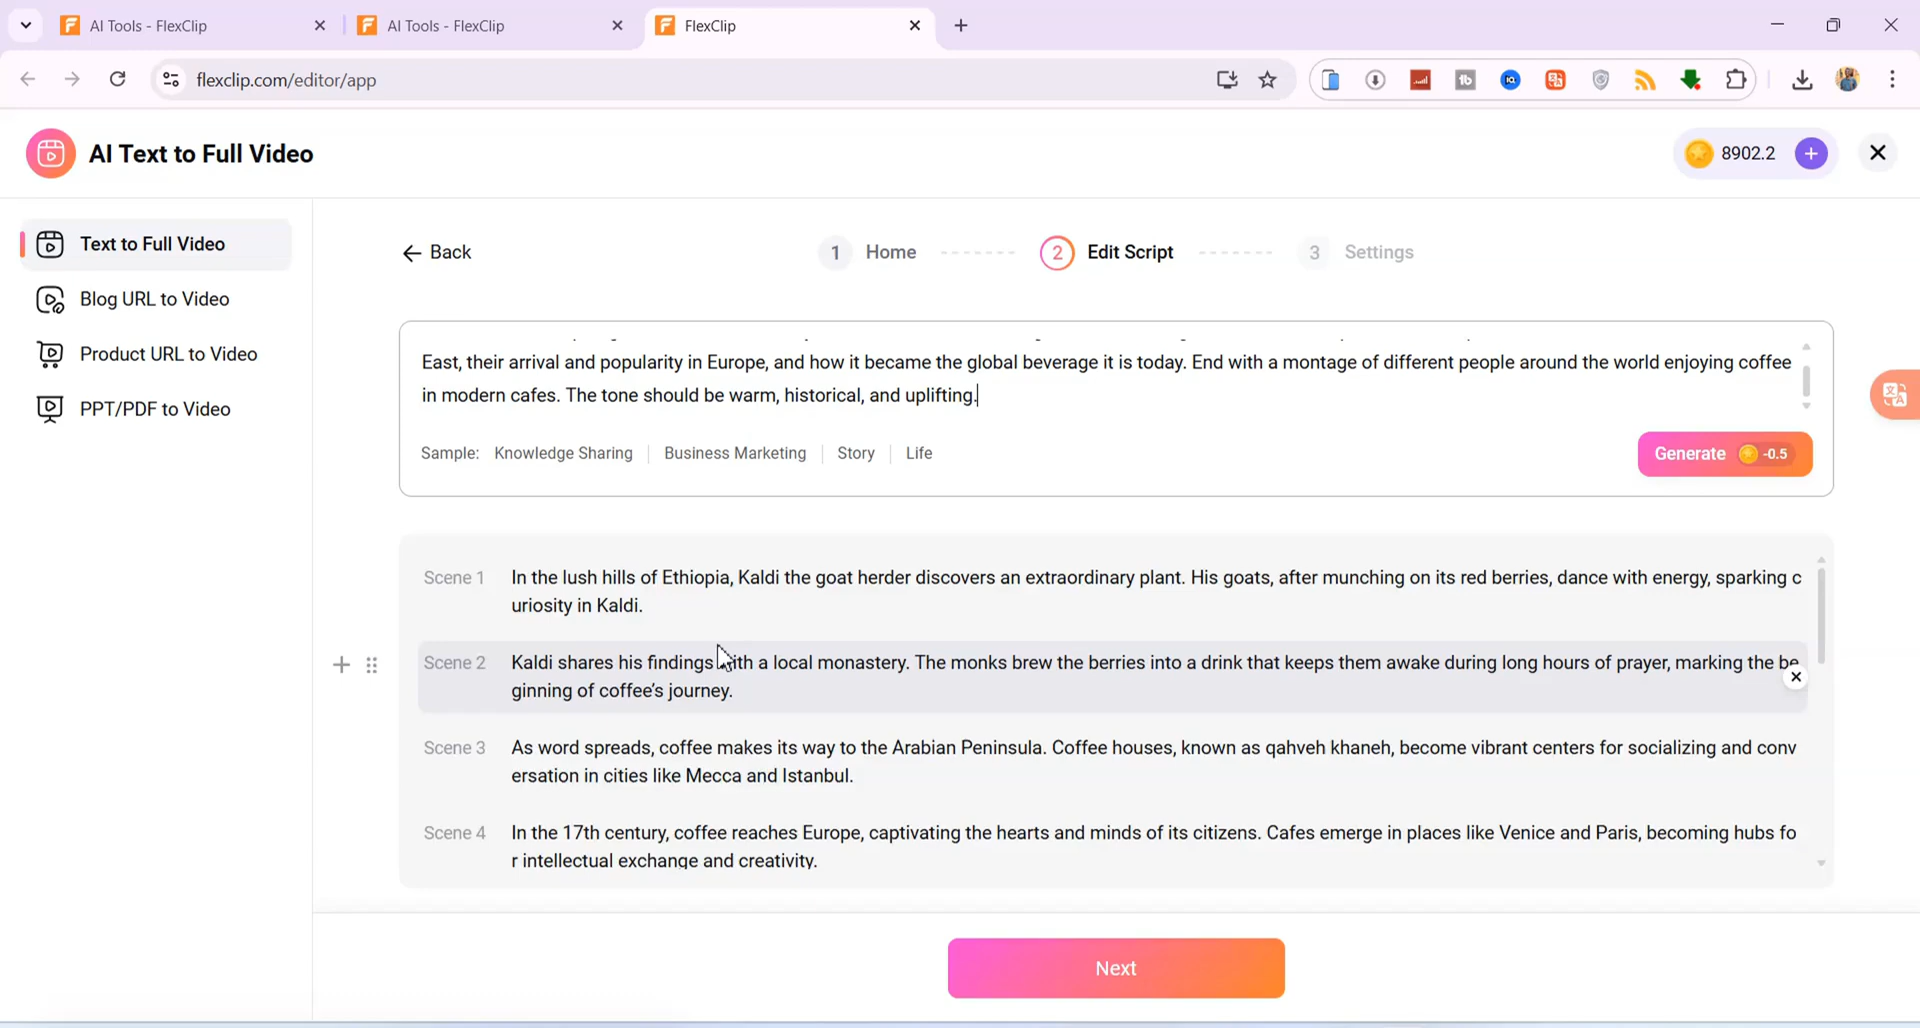 AI Tools - FlexClip
AI Tools - FlexClip
FlexClip
flexclip.com/editor/app
AI Text to Full Video
8902.2
Text to Full Video
Blog URL to Video
Product URL to Video
PPT/PDF to Video
Back
1 Home
2 Edit Script
3 Settings
East, their arrival and popularity in Europe, and how it became the global beverage it is today. End with a montage of different people around the world enjoying coffee
in modern cafes. The tone should be warm, historical, and uplifting.
Sample: Knowledge Sharing Business Marketing Story Life
Generate -0.5
Scene 1 In the lush hills of Ethiopia, Kaldi the goat herder discovers an extraordinary plant. His goats, after munching on its red berries, dance with energy, sparking c
uriosity in Kaldi.
Scene 2 Kaldi shares his findings with a local monastery. The monks brew the berries into a drink that keeps them awake during long hours of prayer, marking the be
ginning of coffee's journey.
Scene 3 As word spreads, coffee makes its way to the Arabian Peninsula. Coffee houses, known as qahveh khaneh, become vibrant centers for socializing and conv
ersation in cities like Mecca and Istanbul.
Scene 4 In the 17th century, coffee reaches Europe, captivating the hearts and minds of its citizens. Cafes emerge in places like Venice and Paris, becoming hubs fo
r intellectual exchange and creativity.
Next